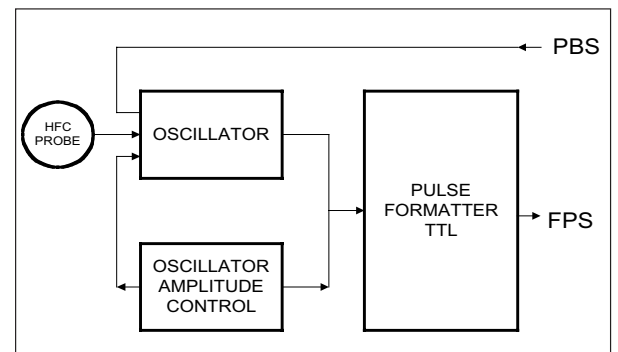 PBS
HFC
PROBE
OSCILLATOR
PULSE
FORMATTER
TTL
FPS
OSCILLATOR
AMPLITUDE
CONTROL